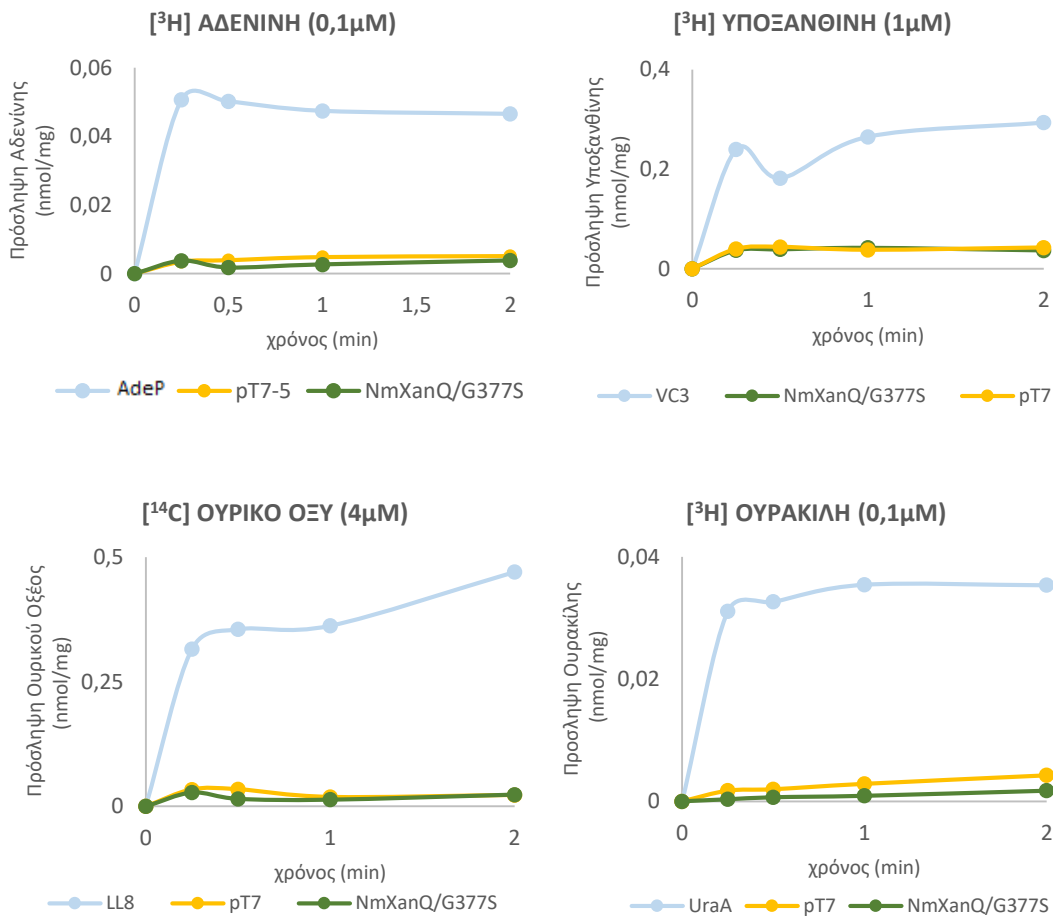 [³H] ΑΔΕΝΙΝΗ (0,1μΜ)
Πρόσληψη Αδενίνης
(nmol/mg)
0,06
0,04
0,02
0
0
0,5
1
1,5
2
χρόνος (min)
AdeP
pT7-5
NmXanQ/G377S
[³H] ΥΠΟΞΑΝΘΙΝΗ (1μΜ)
Πρόσληψη Υποξανθίνης
(nmol/mg)
0,4
0,2
0
0
1
2
χρόνος (min)
VC3
NmXanQ/G377S
pT7
[¹⁴C] ΟΥΡΙΚΟ ΟΞΥ (4μΜ)
Πρόσληψη Ουρικού Οξέος
(nmol/mg)
0,5
0,25
0
0
1
2
χρόνος (min)
LL8
pT7
NmXanQ/G377S
[³H] ΟΥΡΑΚΙΛΗ (0,1μΜ)
Προσληψη Ουρακίλης
(nmol/mg)
0,04
0,02
0
0
1
2
χρόνος (min)
UraA
pT7
NmXanQ/G377S